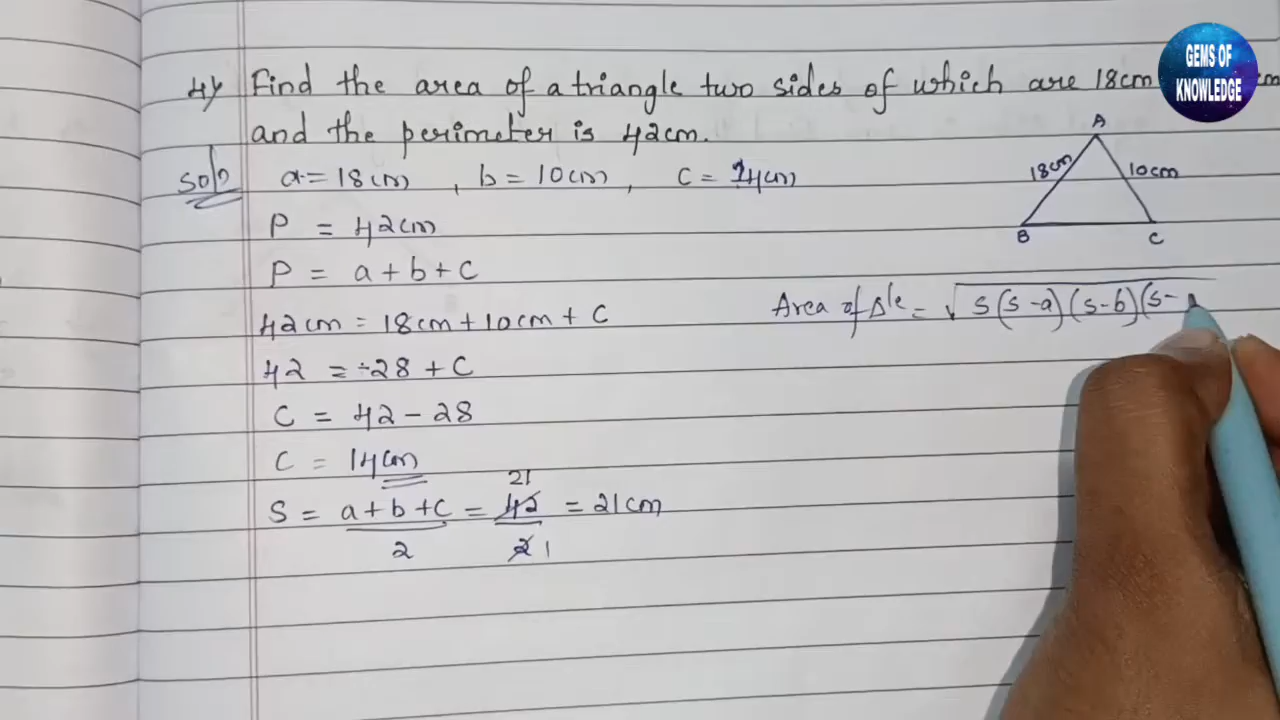 4) Find the area of a triangle two sides of which are 18cm cm
and the perimeter is 42cm.
GEMS OF
KNOWLEDGE
Soln a = 18cm , b = 10cm , c = 14cm
P = 42cm
P = a + b + c
42cm = 18cm + 10cm + c
42 = 28 + c
c = 42 - 28
c = 14cm
S = a + b + c / 2 = 42 / 2 = 21cm
21
1
A
18cm 10cm
B C
Area of Δle = √ s(s-a)(s-b)(s-